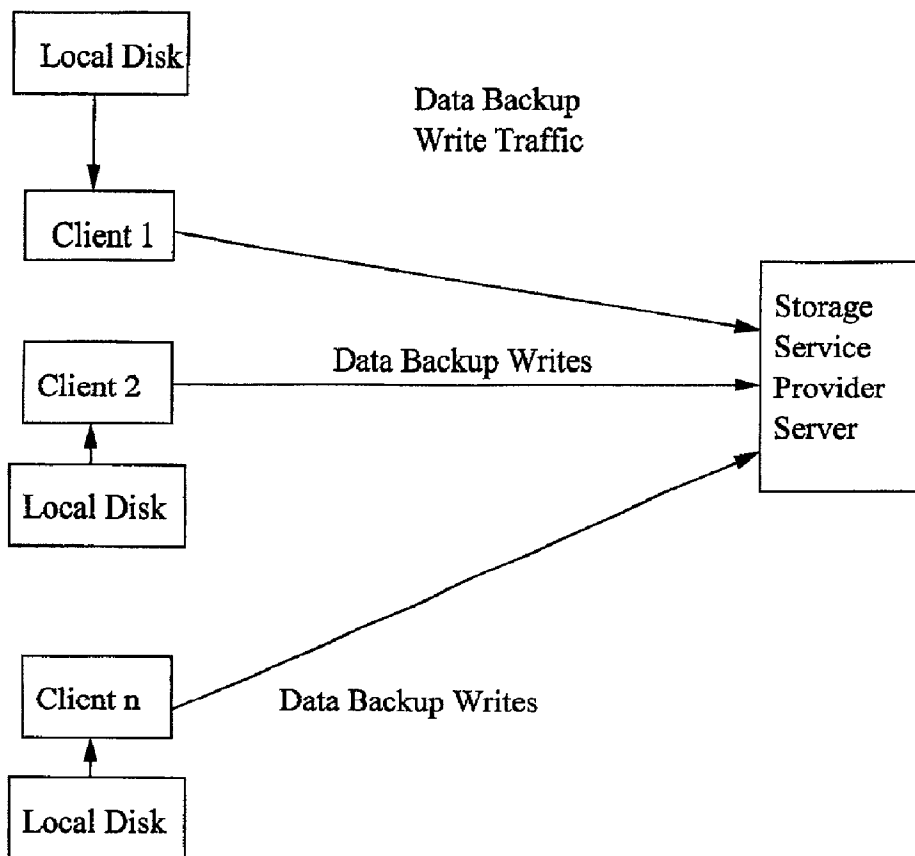 Local Disk
Data Backup
Write Traffic
Client 1
Storage
Service
Provider
Server
Data Backup Writes
Client 2
Local Disk
Client n
Data Backup Writes
Local Disk